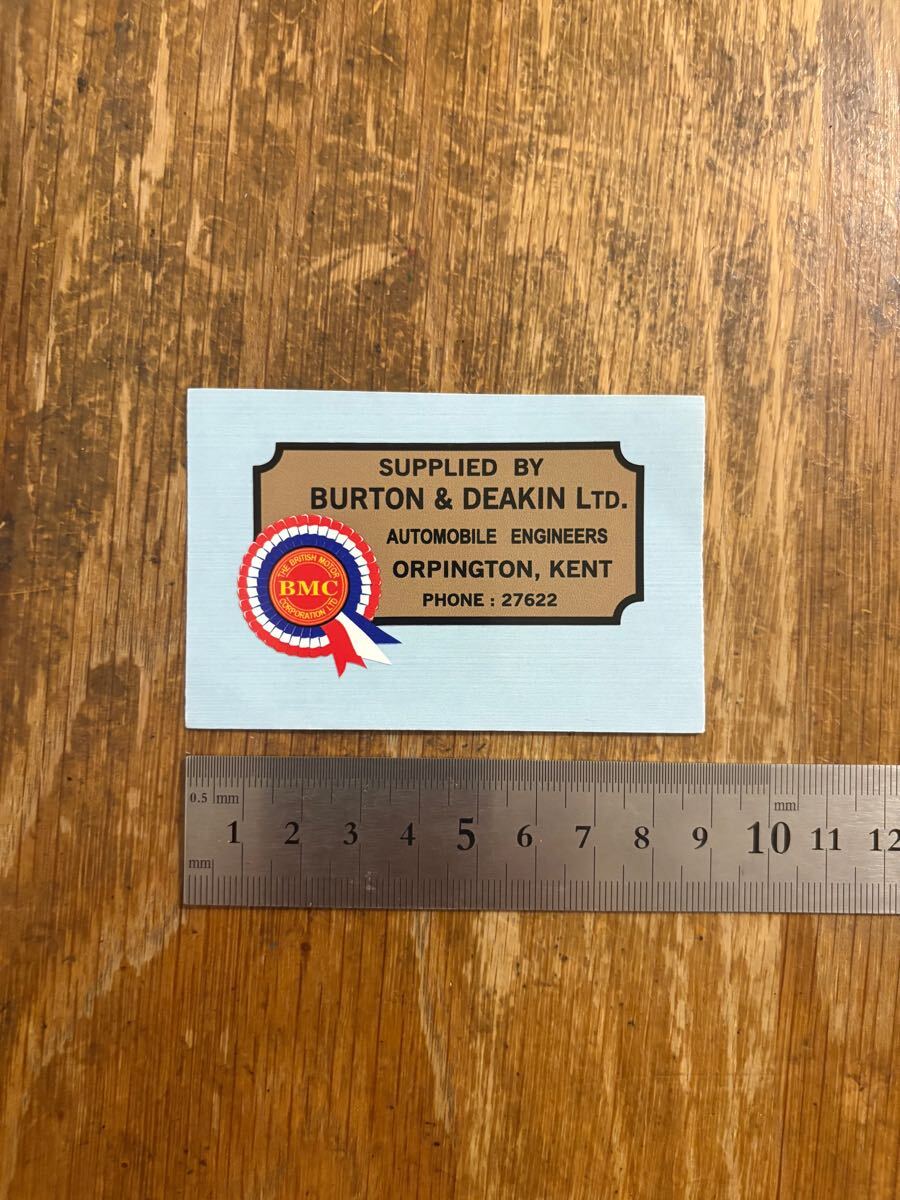 SUPPLIED BY
BURTON & DEAKIN LTD.
AUTOMOBILE ENGINEERS
ORPINGTON, KENT
PHONE : 27622
THE BRITISH MOTOR
BMC
CORPORATION LTD
0.5 mm
mm
1 2 3 4 5 6 7 8 9 10 11 12
mm